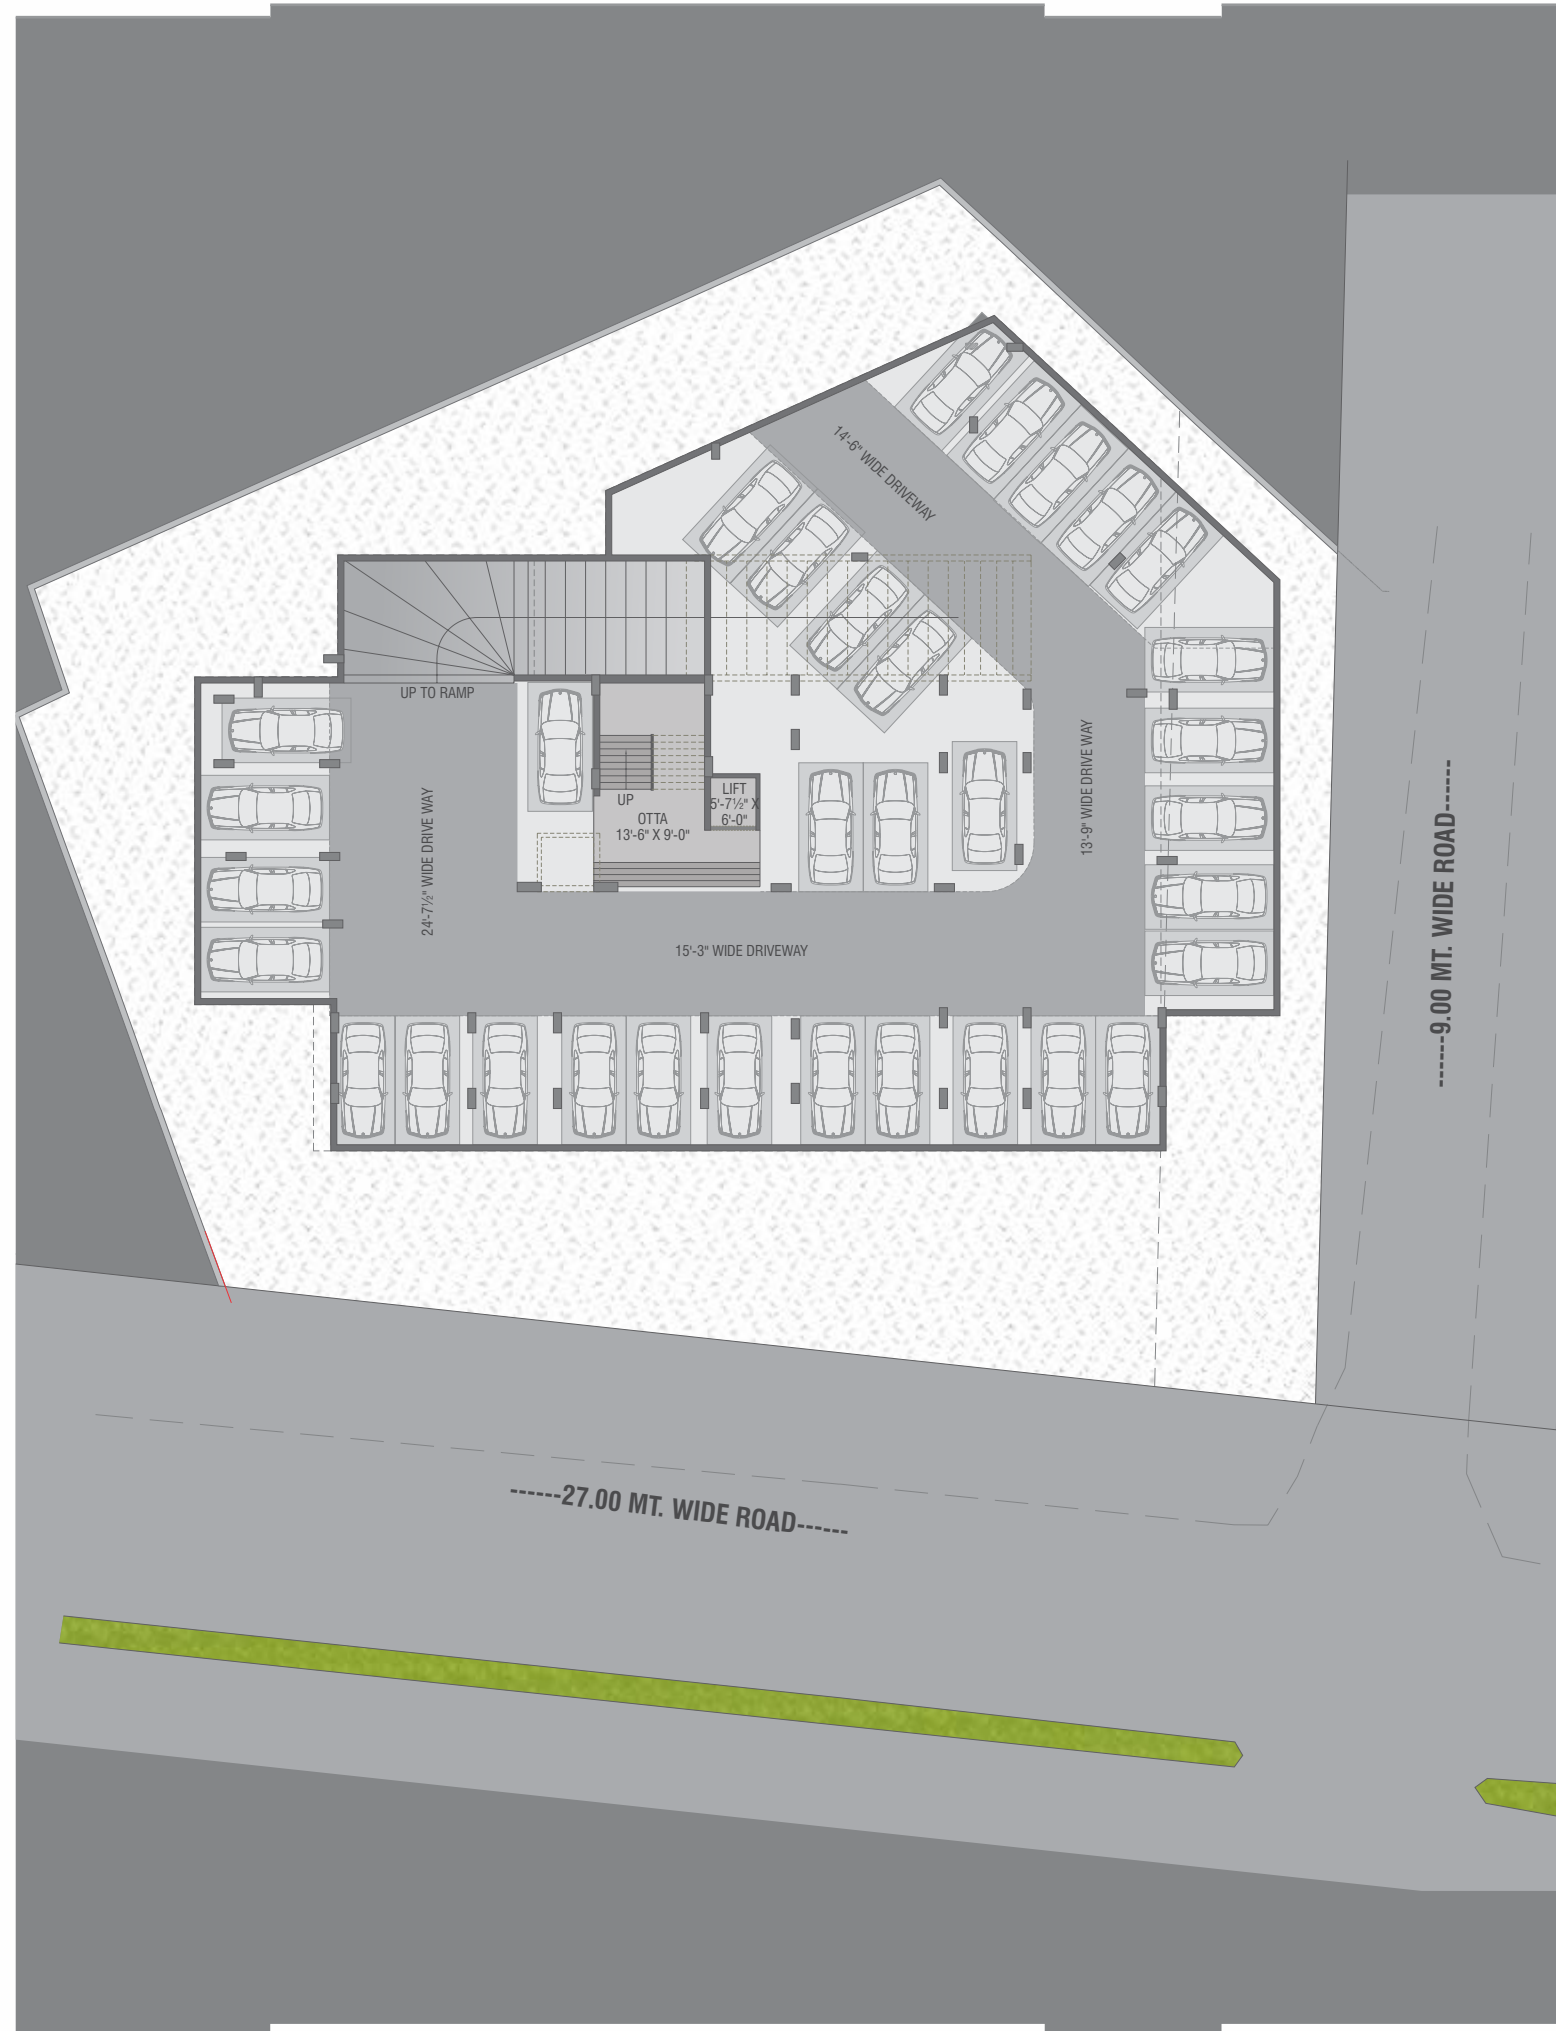 14'-6" WIDE DRIVEWAY
UP TO RAMP
24'-7½" WIDE DRIVE WAY
UP
OTTA
13'-6" X 9'-0"
LIFT
5'-7½" X
6'-0"
13'-9" WIDE DRIVE WAY
15'-3" WIDE DRIVEWAY
------9.00 MT. WIDE ROAD------
------27.00 MT. WIDE ROAD------